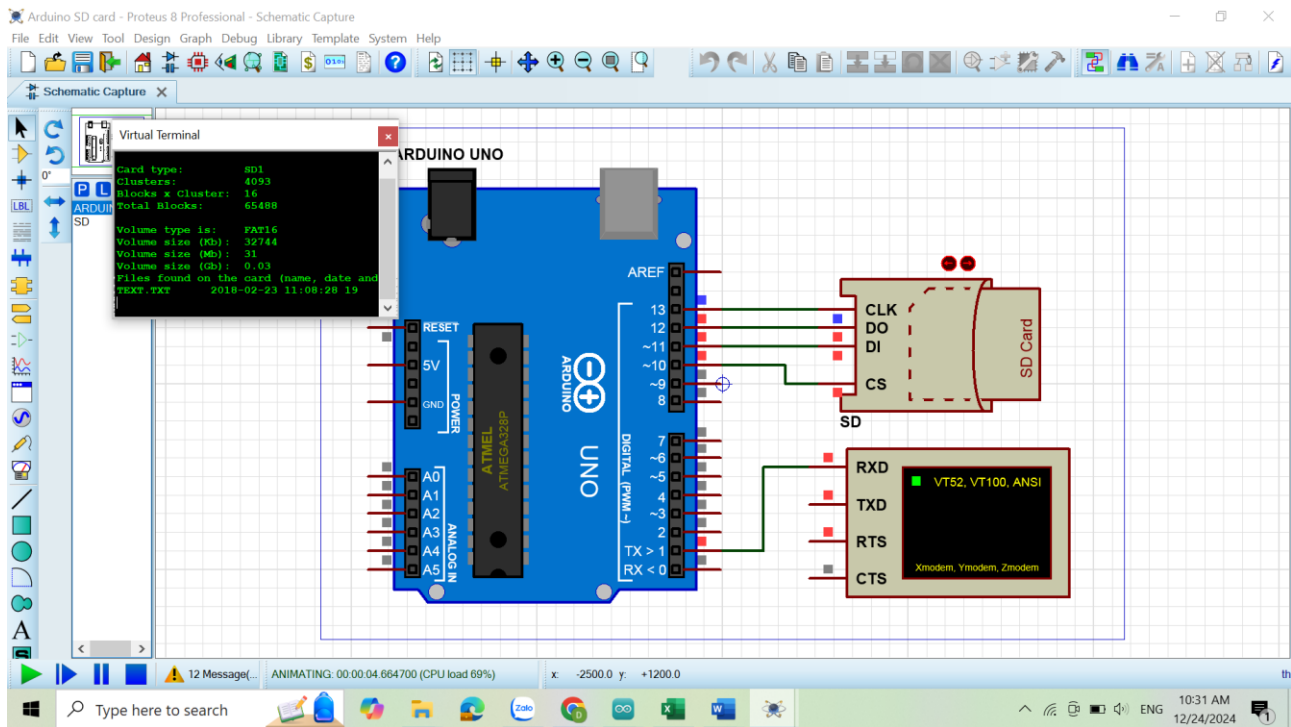 Arduino SD card - Proteus 8 Professional - Schematic Capture
File Edit View Tool Design Graph Debug Library Template System Help
Schematic Capture
Virtual Terminal
Card type: SD1
Clusters: 4093
Blocks x Cluster: 16
Total Blocks: 65488
Volume type is: FAT16
Volume size (Kb): 32744
Volume size (Mb): 31
Volume size (Gb): 0.03
Files found on the card (name, date and
TEXT.TXT 2018-02-23 11:08:28 19
0°
P L
ARDUIN
SD
LBL
A
S
ARDUINO UNO
AREF
13
12
~11
~10
~9
8
7
~6
~5
4
~3
2
TX > 1
RX < 0
DIGITAL (PWM ~)
RESET
5V
GND
POWER
A0
A1
A2
A3
A4
A5
ANALOG IN
ATMEL
ATMEGA328P
ARDUINO
UNO
CLK
DO
DI
CS
SD Card
SD
RXD
TXD
RTS
CTS
VT52, VT100, ANSI
Xmodem, Ymodem, Zmodem
12 Message(...
ANIMATING: 00:00:04.664700 (CPU load 69%)
x: -2500.0 y: +1200.0
th
Type here to search
Zalo
ENG
10:31 AM
12/24/2024
1